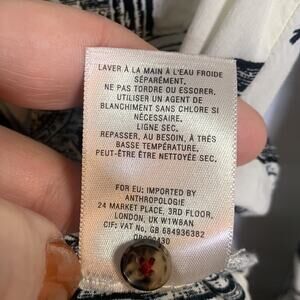 LAVER À LA MAIN À L'EAU FROIDE
SÉPARÉMENT.
NE PAS TORDRE OU ESSORER.
UTILISER UN AGENT DE
BLANCHIMENT SANS CHLORE SI
NÉCESSAIRE.
LIGNE SEC.
REPASSER, AU BESOIN, À TRÈS
BASSE TEMPÉRATURE.
PEUT-ÊTRE ÊTRE NETTOYÉE SEC.
FOR EU: IMPORTED BY
ANTHROPOLOGIE
24 MARKET PLACE, 3RD FLOOR,
LONDON, UK W1W8AN
CIF: VAT No, GB 684936382